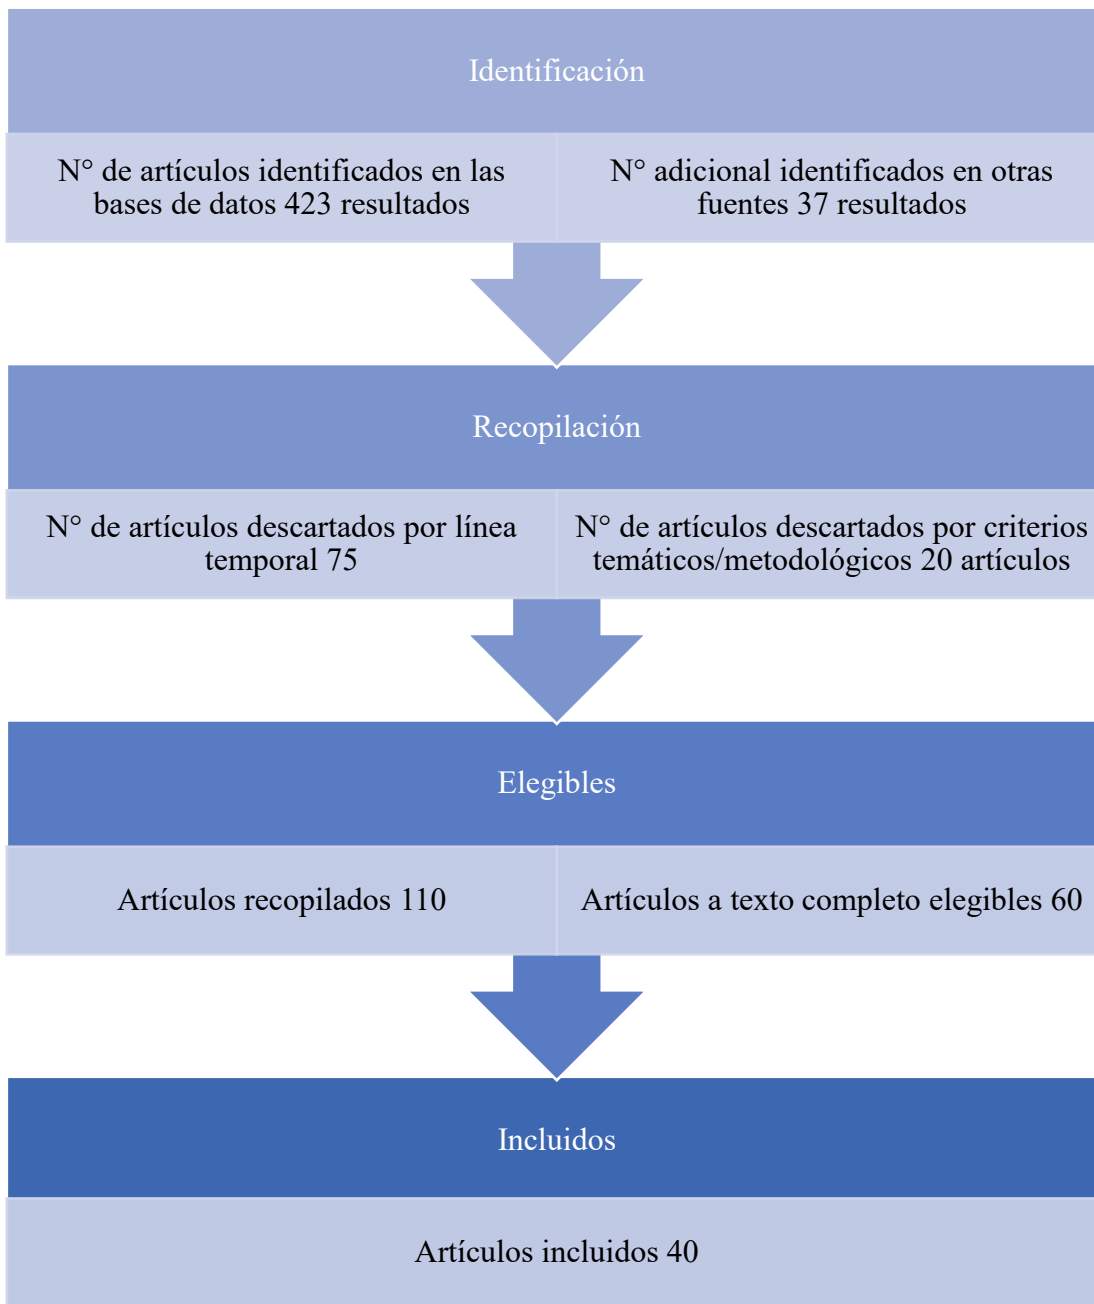 Identificación
N° de artículos identificados en las
bases de datos 423 resultados
N° adicional identificados en otras
fuentes 37 resultados
Recopilación
N° de artículos descartados por línea
temporal 75
N° de artículos descartados por criterios
temáticos/metodológicos 20 artículos
Elegibles
Artículos recopilados 110
Artículos a texto completo elegibles 60
Incluidos
Artículos incluidos 40